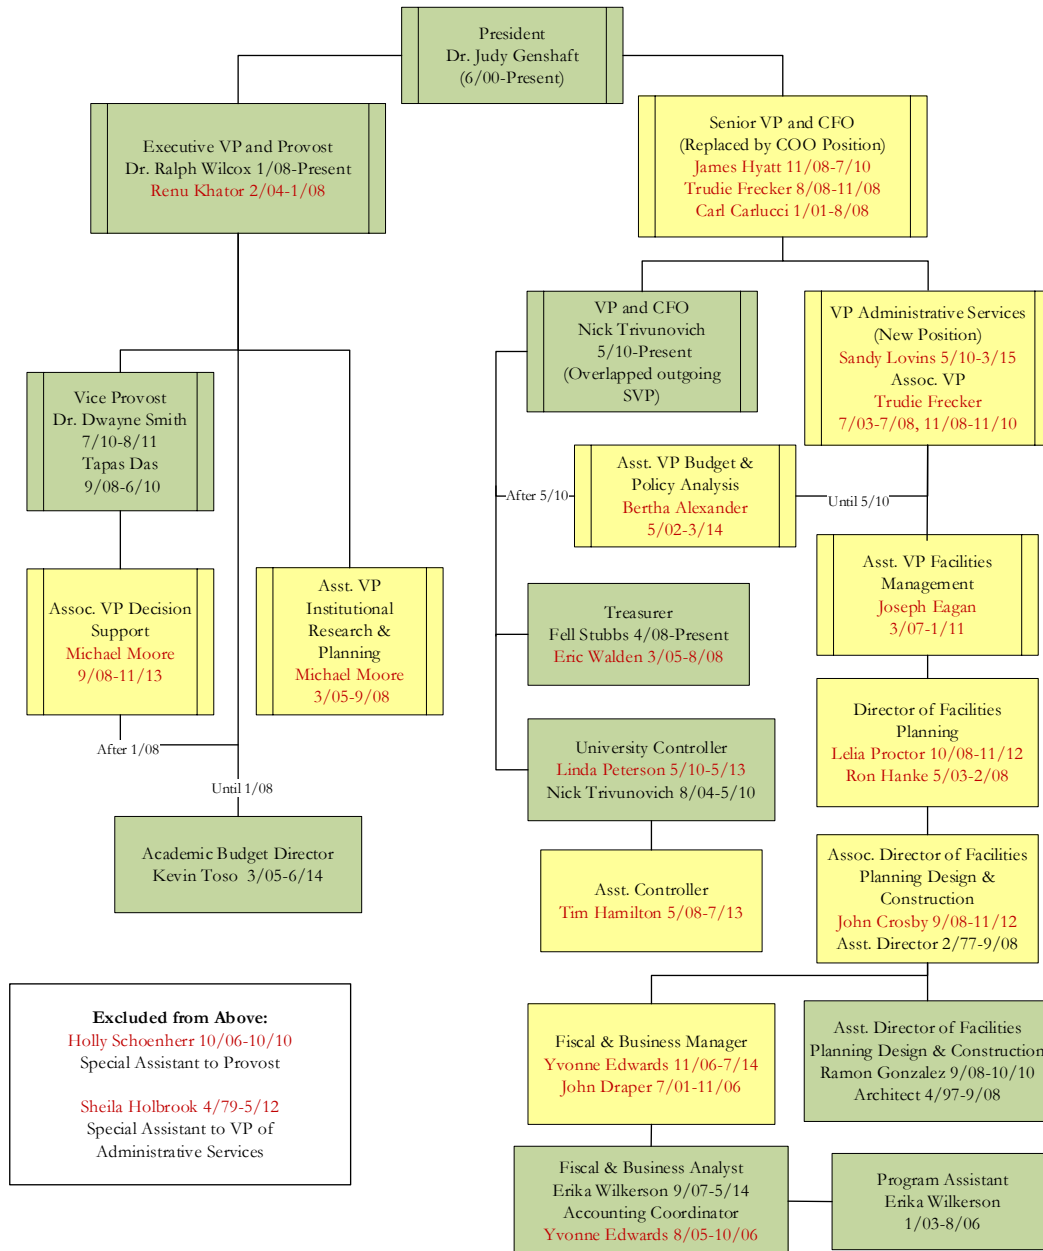 President
Dr. Judy Genshaft
(6/00-Present)
Executive VP and Provost
Dr. Ralph Wilcox 1/08-Present
Renu Khator 2/04-1/08
Senior VP and CFO
(Replaced by COO Position)
James Hyatt 11/08-7/10
Trudie Frecker 8/08-11/08
Carl Carlucci 1/01-8/08
VP and CFO
Nick Trivunovich
5/10-Present
(Overlapped outgoing
SVP)
VP Administrative Services
(New Position)
Sandy Lovins 5/10-3/15
Assoc. VP
Trudie Frecker
7/03-7/08, 11/08-11/10
Vice Provost
Dr. Dwayne Smith
7/10-8/11
Tapas Das
9/08-6/10
After 5/10
Asst. VP Budget &
Policy Analysis
Bertha Alexander
5/02-3/14
Until 5/10
Asst. VP Facilities
Management
Joseph Eagan
3/07-1/11
Assoc. VP Decision
Support
Michael Moore
9/08-11/13
Asst. VP
Institutional
Research &
Planning
Michael Moore
3/05-9/08
Treasurer
Fell Stubbs 4/08-Present
Eric Walden 3/05-8/08
Director of Facilities
Planning
Lelia Proctor 10/08-11/12
Ron Hanke 5/03-2/08
After 1/08
Until 1/08
University Controller
Linda Peterson 5/10-5/13
Nick Trivunovich 8/04-5/10
Academic Budget Director
Kevin Toso 3/05-6/14
Asst. Controller
Tim Hamilton 5/08-7/13
Assoc. Director of Facilities
Planning Design &
Construction
John Crosby 9/08-11/12
Asst. Director 2/77-9/08
Excluded from Above:
Holly Schoenherr 10/06-10/10
Special Assistant to Provost
Sheila Holbrook 4/79-5/12
Special Assistant to VP of
Administrative Services
Fiscal & Business Manager
Yvonne Edwards 11/06-7/14
John Draper 7/01-11/06
Asst. Director of Facilities
Planning Design & Construction
Ramon Gonzalez 9/08-10/10
Architect 4/97-9/08
Fiscal & Business Analyst
Erika Wilkerson 9/07-5/14
Accounting Coordinator
Yvonne Edwards 8/05-10/06
Program Assistant
Erika Wilkerson
1/03-8/06